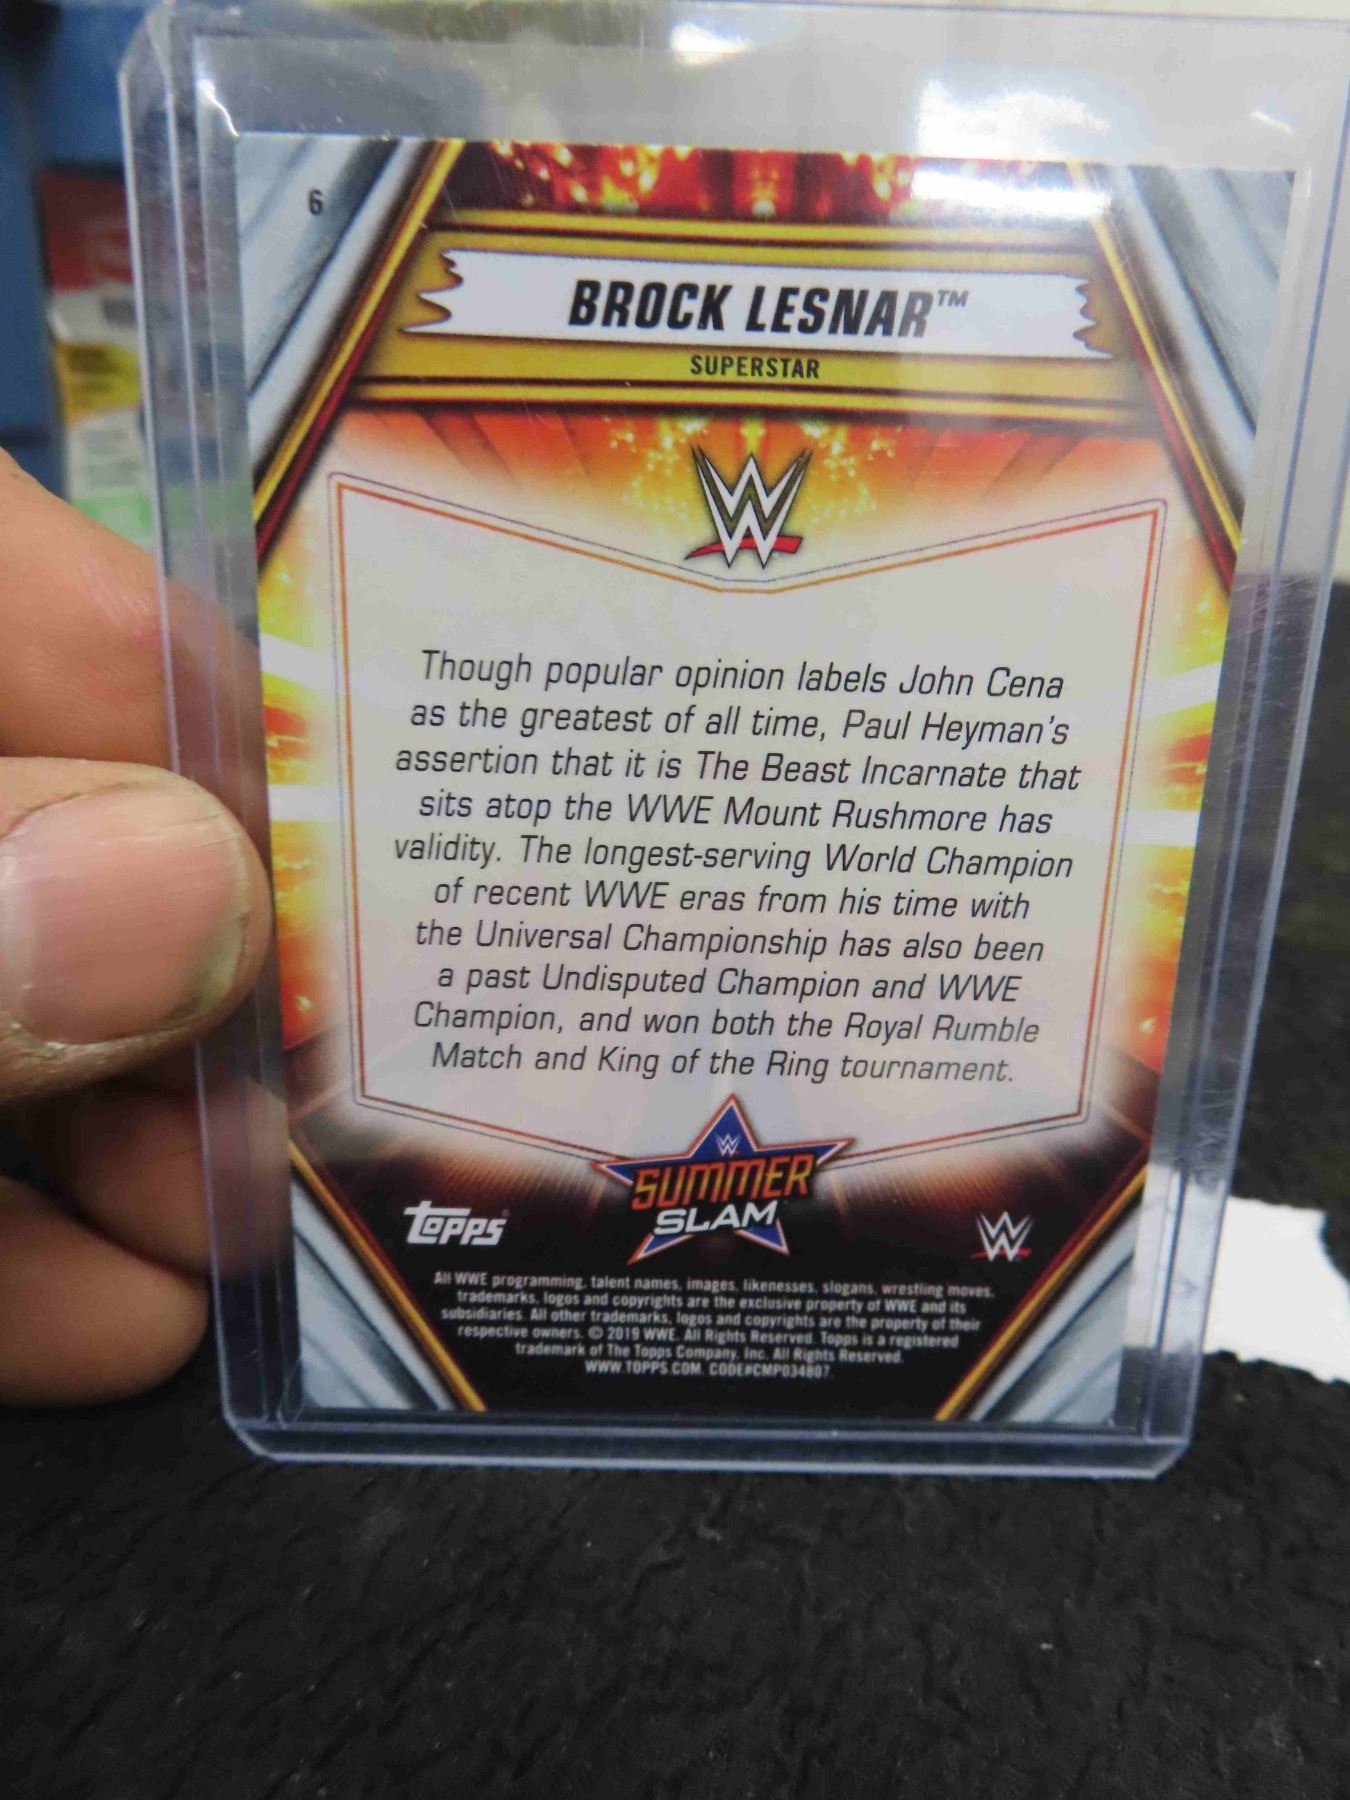 6
BROCK LESNAR™
SUPERSTAR
W
Though popular opinion labels John Cena
as the greatest of all time, Paul Heyman's
assertion that it is The Beast Incarnate that
sits atop the WWE Mount Rushmore has
validity. The longest-serving World Champion
of recent WWE eras from his time with
the Universal Championship has also been
a past Undisputed Champion and WWE
Champion, and won both the Royal Rumble
Match and King of the Ring tournament.
W
SUMMER
SLAM
TOPPS
W
All WWE programming, talent names, images, likenesses, slogans, wrestling moves,
trademarks, logos and copyrights are the exclusive property of WWE and its
subsidiaries. All other trademarks, logos and copyrights are the property of their
respective owners. © 2019 WWE. All Rights Reserved. Topps is a registered
trademark of The Topps Company, Inc. All Rights Reserved.
WWW.TOPPS.COM. CODE#CMP034807